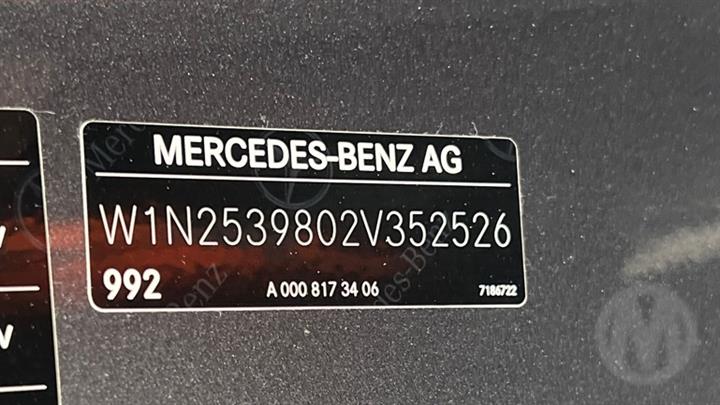 MERCEDES-BENZ AG
W1N2539802V352526
992 A 000 817 34 06 7186722
V